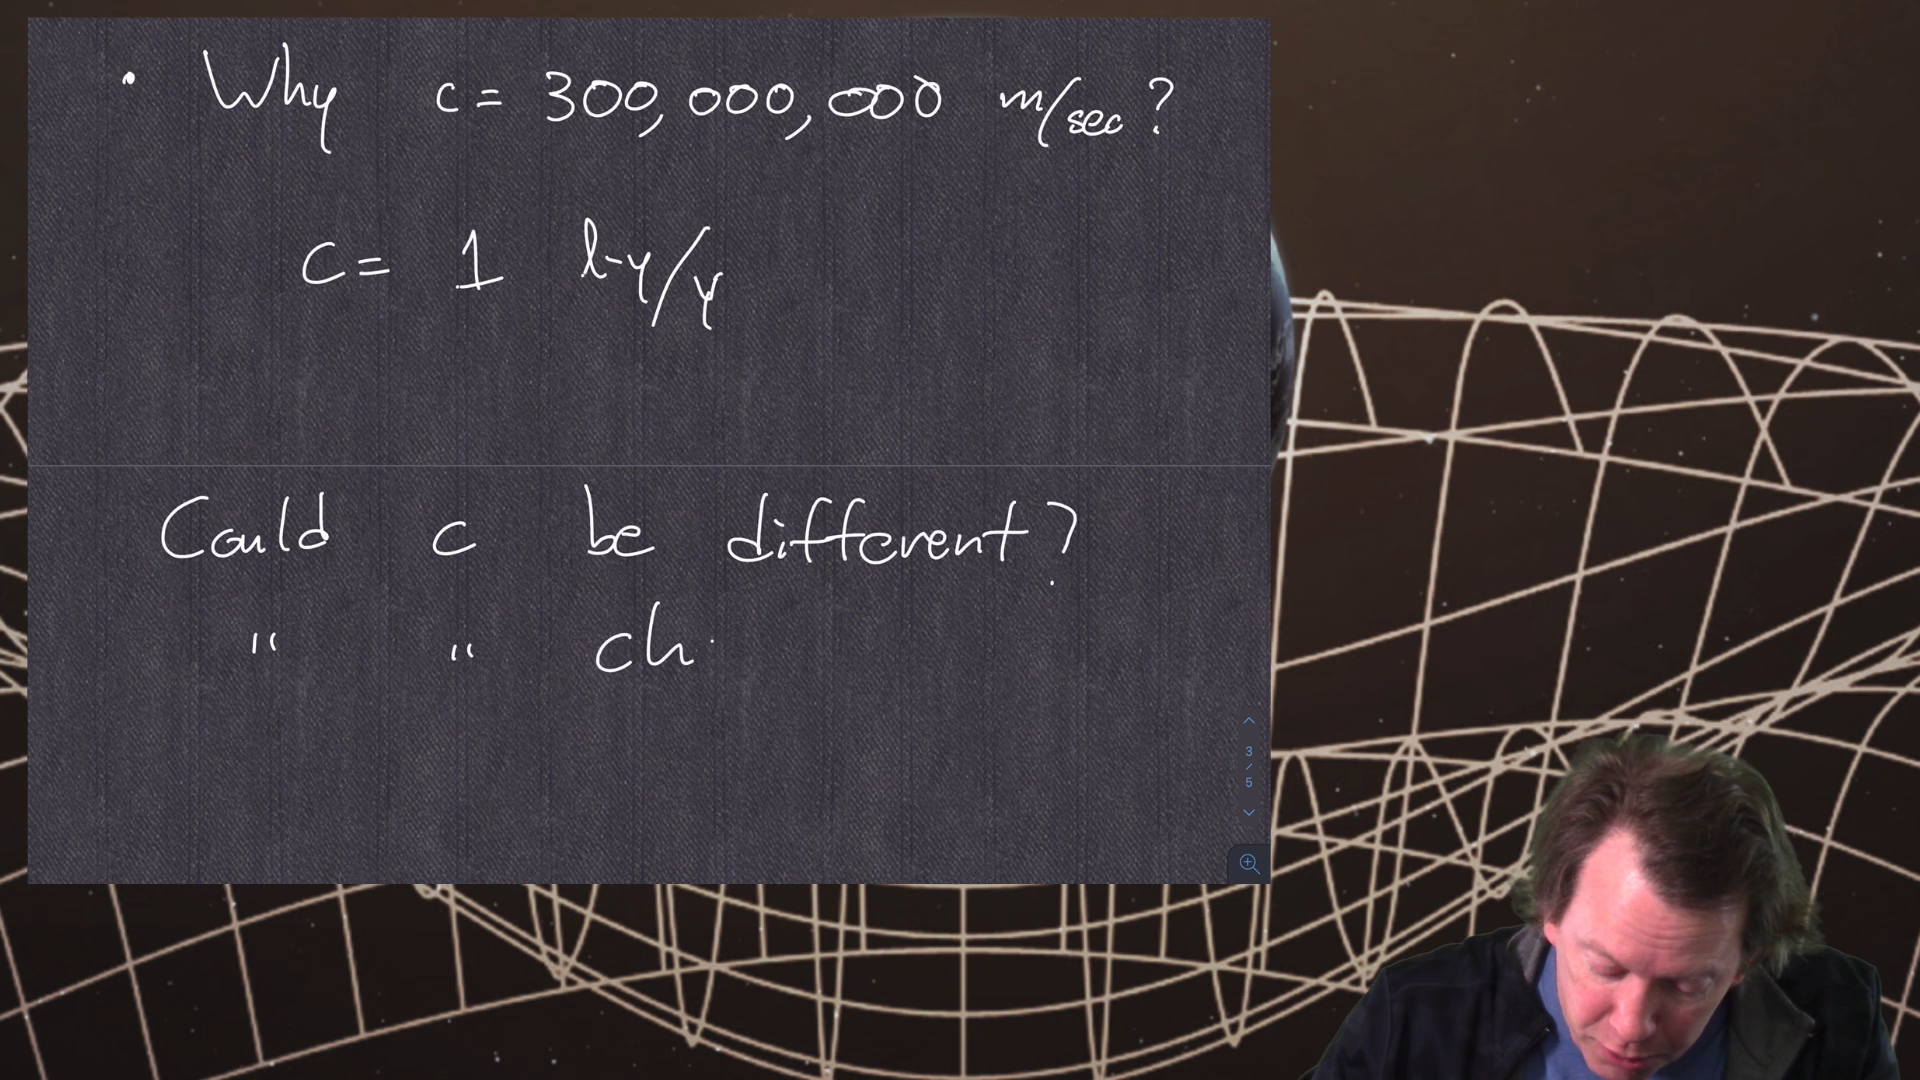 • Why c = 300,000,000 m/sec ?
c = 1 l-y/y
Could c be different?
" " ch
3 / 5